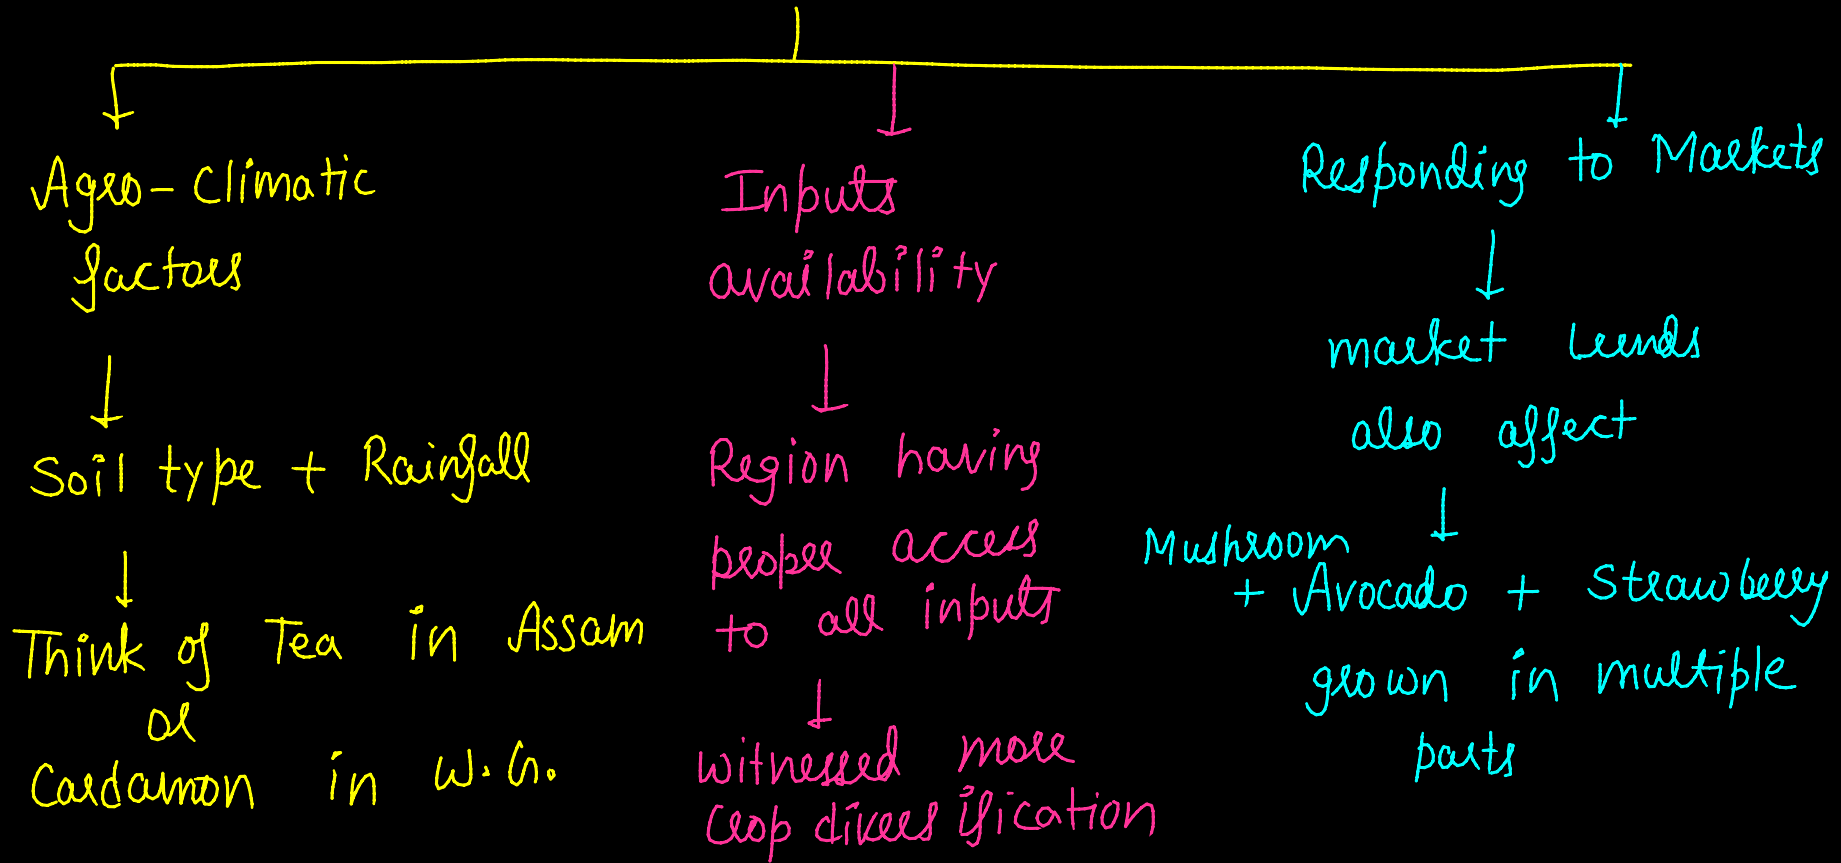 Agro-Climatic
factors
Soil type + Rainfall
Think of Tea in Assam
or
Cardamon in W.G.
Inputs
availability
Region having
proper access
to all inputs
witnessed more
crop diversification
Responding to Markets
market trends
also affect
Mushroom
+ Avocado + Strawberry
grown in multiple
parts